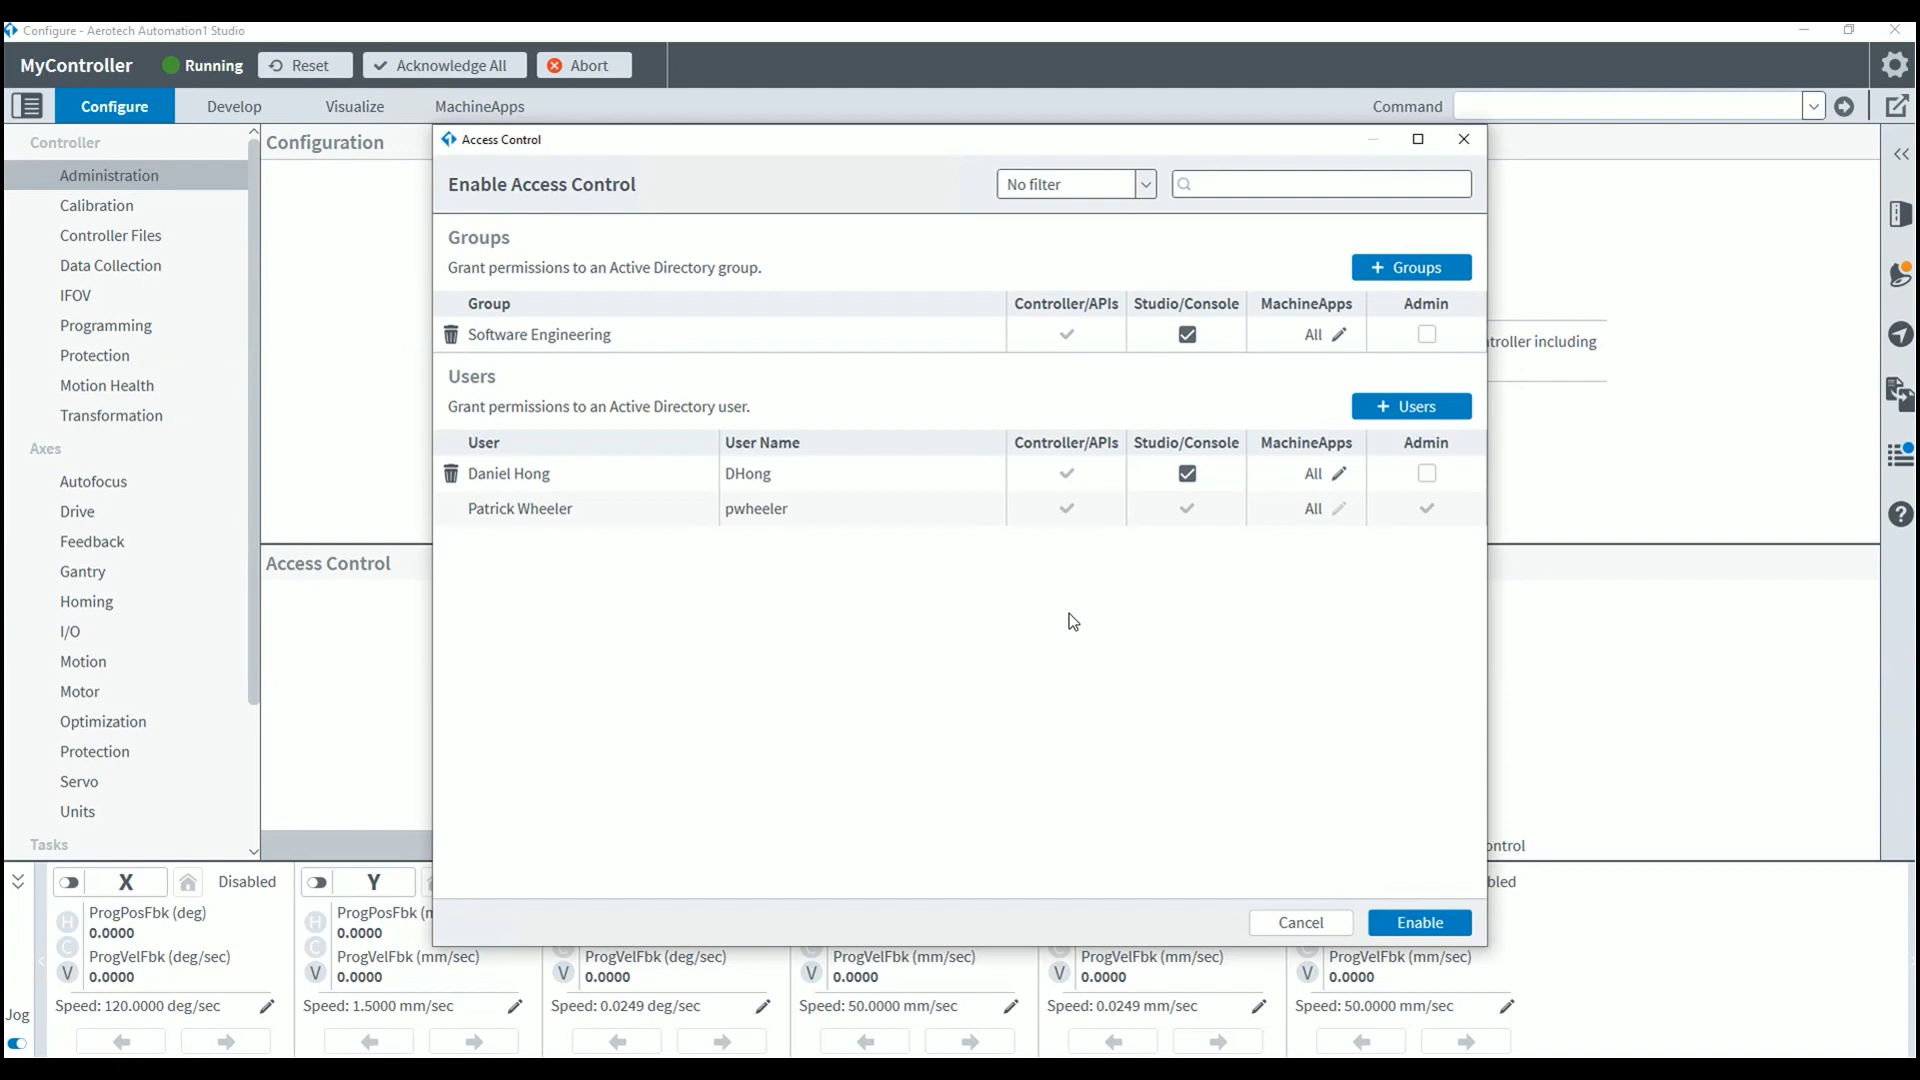 Configure - Aerotech Automation1 Studio
MyController Running Reset Acknowledge All Abort
Configure Develop Visualize MachineApps Command
Controller
Administration
Calibration
Controller Files
Data Collection
IFOV
Programming
Protection
Motion Health
Transformation
Axes
Autofocus
Drive
Feedback
Gantry
Homing
I/O
Motion
Motor
Optimization
Protection
Servo
Units
Tasks
Configuration
Access Control
Access Control
Enable Access Control No filter
Groups
Grant permissions to an Active Directory group. + Groups
Group Controller/APIs Studio/Console MachineApps Admin
Software Engineering All
Users
Grant permissions to an Active Directory user. + Users
User User Name Controller/APIs Studio/Console MachineApps Admin
Daniel Hong DHong All
Patrick Wheeler pwheeler All
Cancel Enable
troller including
ontrol
Jog
X Disabled
H ProgPosFbk (deg)
C 0.0000
ProgVelFbk (deg/sec)
V 0.0000
Speed: 120.0000 deg/sec
Y
H ProgPosFbk (m
C 0.0000
ProgVelFbk (mm/sec)
V 0.0000
Speed: 1.5000 mm/sec
ProgVelFbk (deg/sec)
V 0.0000
Speed: 0.0249 deg/sec
ProgVelFbk (mm/sec)
V 0.0000
Speed: 50.0000 mm/sec
ProgVelFbk (mm/sec)
V 0.0000
Speed: 0.0249 mm/sec
bled
ProgVelFbk (mm/sec)
V 0.0000
Speed: 50.0000 mm/sec